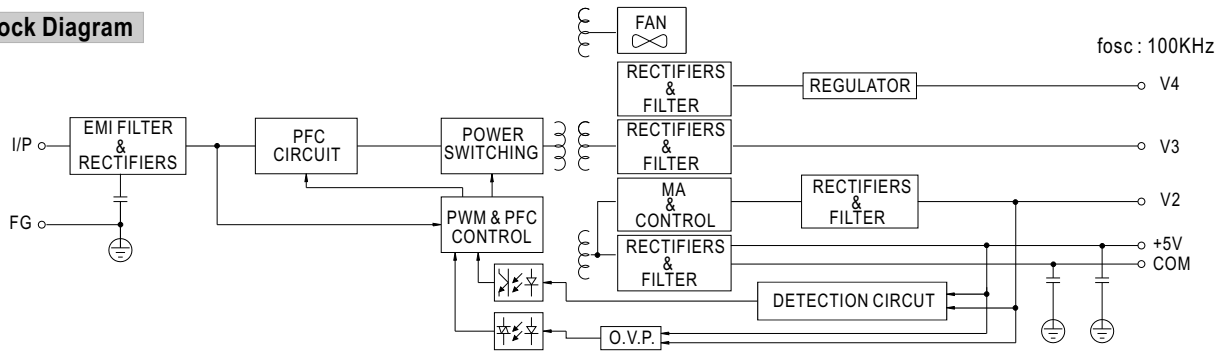 ock Diagram
fosc : 100KHz
FAN
RECTIFIERS
&
FILTER
REGULATOR
V4
I/P
EMI FILTER
&
RECTIFIERS
PFC
CIRCUIT
POWER
SWITCHING
RECTIFIERS
&
FILTER
V3
MA
&
CONTROL
RECTIFIERS
&
FILTER
V2
FG
PWM & PFC
CONTROL
RECTIFIERS
&
FILTER
+5V
COM
DETECTION CIRCUT
O.V.P.